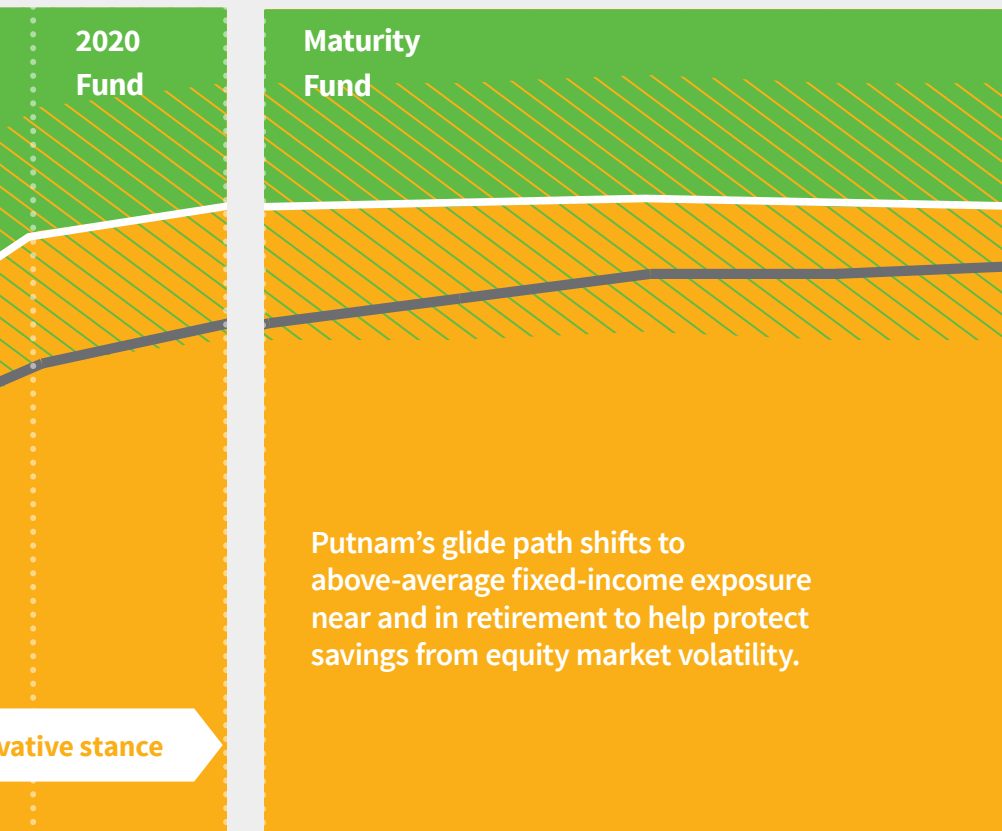 2020
Fund
Maturity
Fund
Putnam’s glide path shifts to
above-average fixed-income exposure
near and in retirement to help protect
savings from equity market volatility.
vative stance